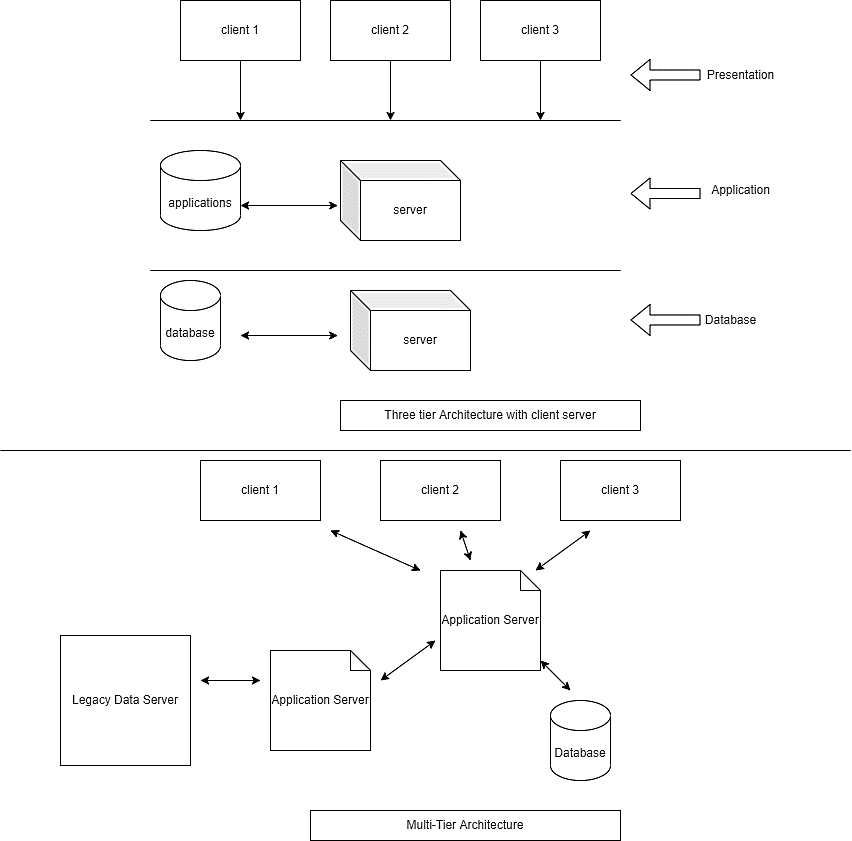 client 1
client 2
client 3
Presentation
applications
server
Application
database
server
Database
Three tier Architecture with client server
client 1
client 2
client 3
Application Server
Legacy Data Server
Application Server
Database
Multi-Tier Architecture